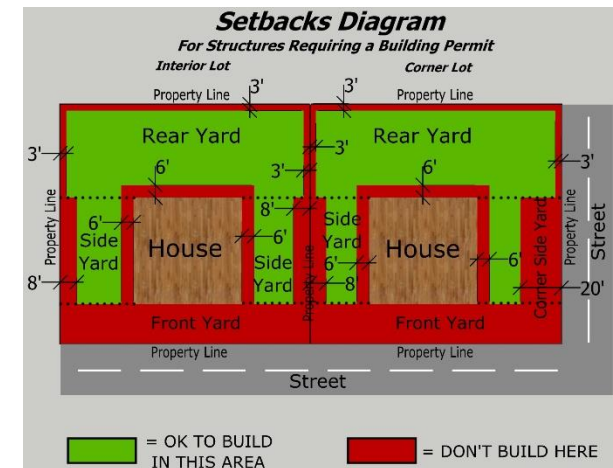 Setbacks Diagram
For Structures Requiring a Building Permit
Interior Lot
Corner Lot
3'
3'
Property Line
Property Line
Rear Yard
Rear Yard
3'
3'
3'
3'
6'
6'
8'
Property Line
6'
Side
Yard
House
6'
Side
Yard
Property Line
Side
Yard
6'
House
6'
Corner Side Yard
Property Line
Street
8'
8'
20'
Front Yard
Front Yard
Property Line
Property Line
Street
= OK TO BUILD
IN THIS AREA
= DON'T BUILD HERE